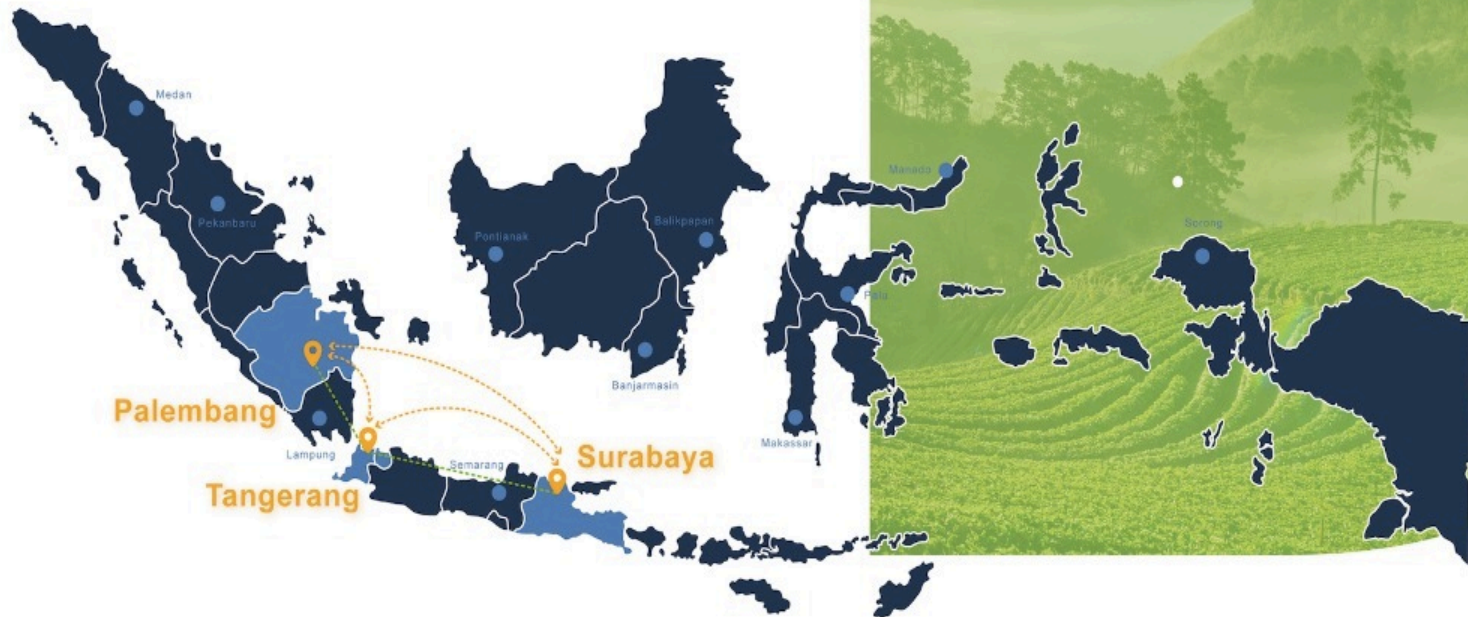 Medan
Pekanbaru
Pontianak
Balikpapan
Manado
Sorong
Palu
Banjarmasin
Makassar
Palembang
Lampung
Semarang
Surabaya
Tangerang